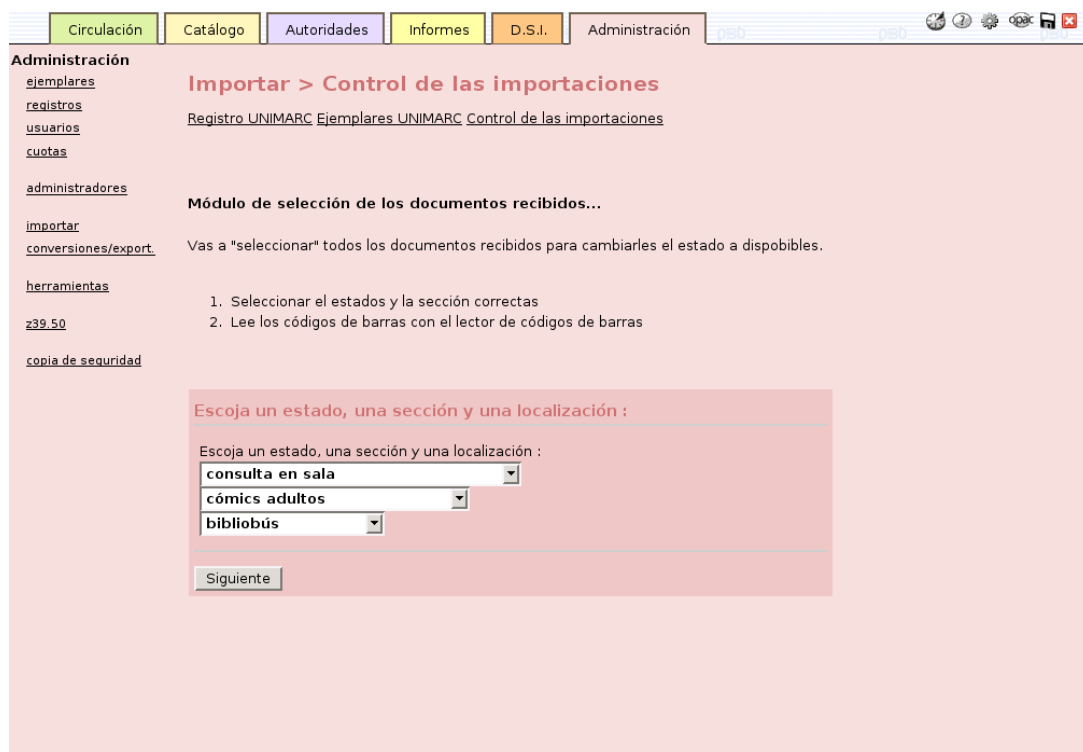 Circulación
Catálogo
Autoridades
Informes
D.S.I.
Administración
opac
Administración
ejemplares
registros
usuarios
cuotas
administradores
importar
conversiones/export.
herramientas
z39.50
copia de seguridad
Importar > Control de las importaciones
Registro UNIMARC Ejemplares UNIMARC Control de las importaciones
Módulo de selección de los documentos recibidos...
Vas a "seleccionar" todos los documentos recibidos para cambiarles el estado a dispobibles.
1. Seleccionar el estados y la sección correctas
2. Lee los códigos de barras con el lector de códigos de barras
Escoja un estado, una sección y una localización :
Escoja un estado, una sección y una localización :
consulta en sala
cómics adultos
bibliobús
Siguiente